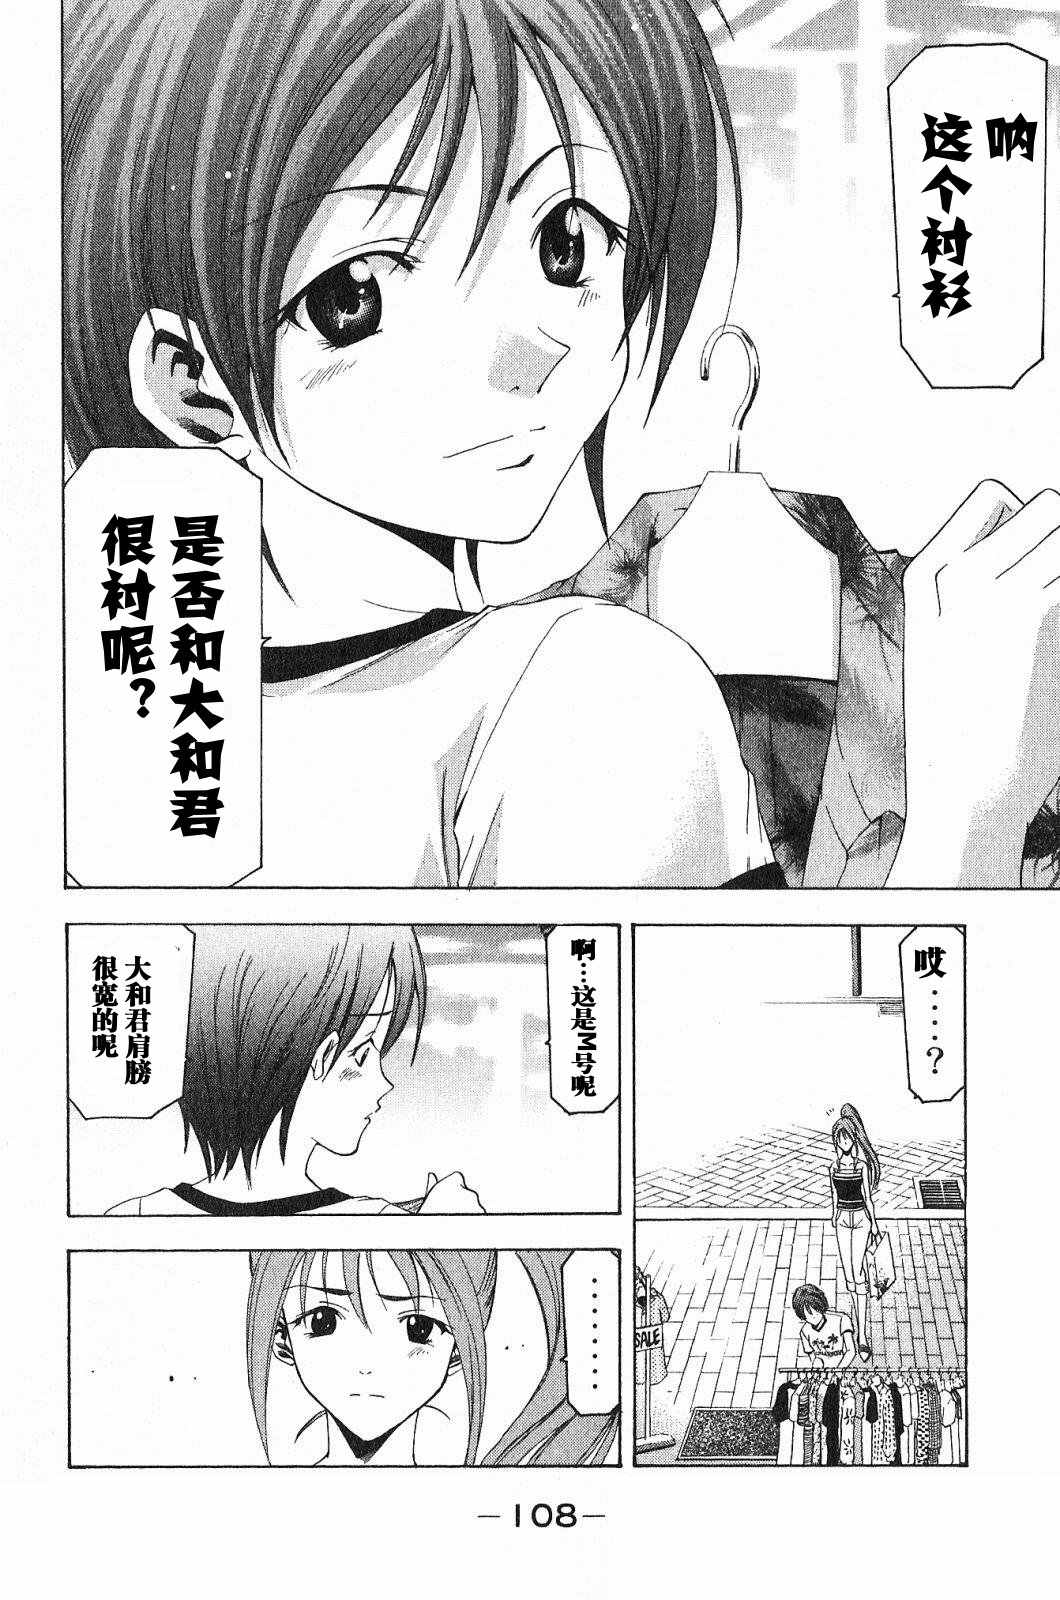 呐
这个衬衫
是否和大和君
很衬呢？
哎……？
啊…这是M号呢
大和君肩膀
很宽的呢
………
SALE
—108—